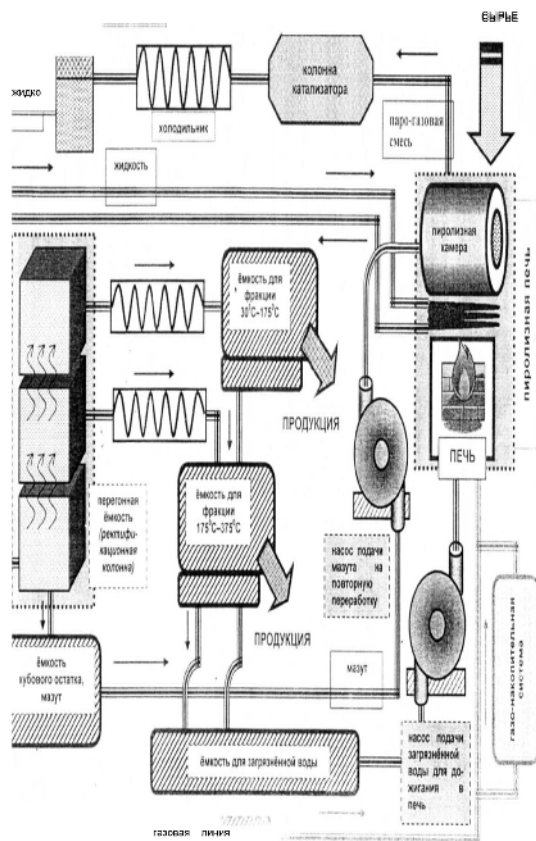 СЫРЬЕ
колонна
катализатора
паро-газовая
смесь
холодильник
жидко
жидкость
пиролизная
камера
пиролизная печь
ёмкость для
фракции
30°С–175°С
ПРОДУКЦИЯ
ПЕЧЬ
перегонная
ёмкость
(ректифи-
кационная
колонна)
ёмкость для
фракции
175°С–375°С
насос подачи
мазута на
повторную
переработку
ПРОДУКЦИЯ
газо-накопительная
система
ёмкость
кубового остатка,
мазут
мазут
насос подачи
загрязнённой
воды для до-
жигания в
печь
ёмкость для загрязнённой воды
газовая линия